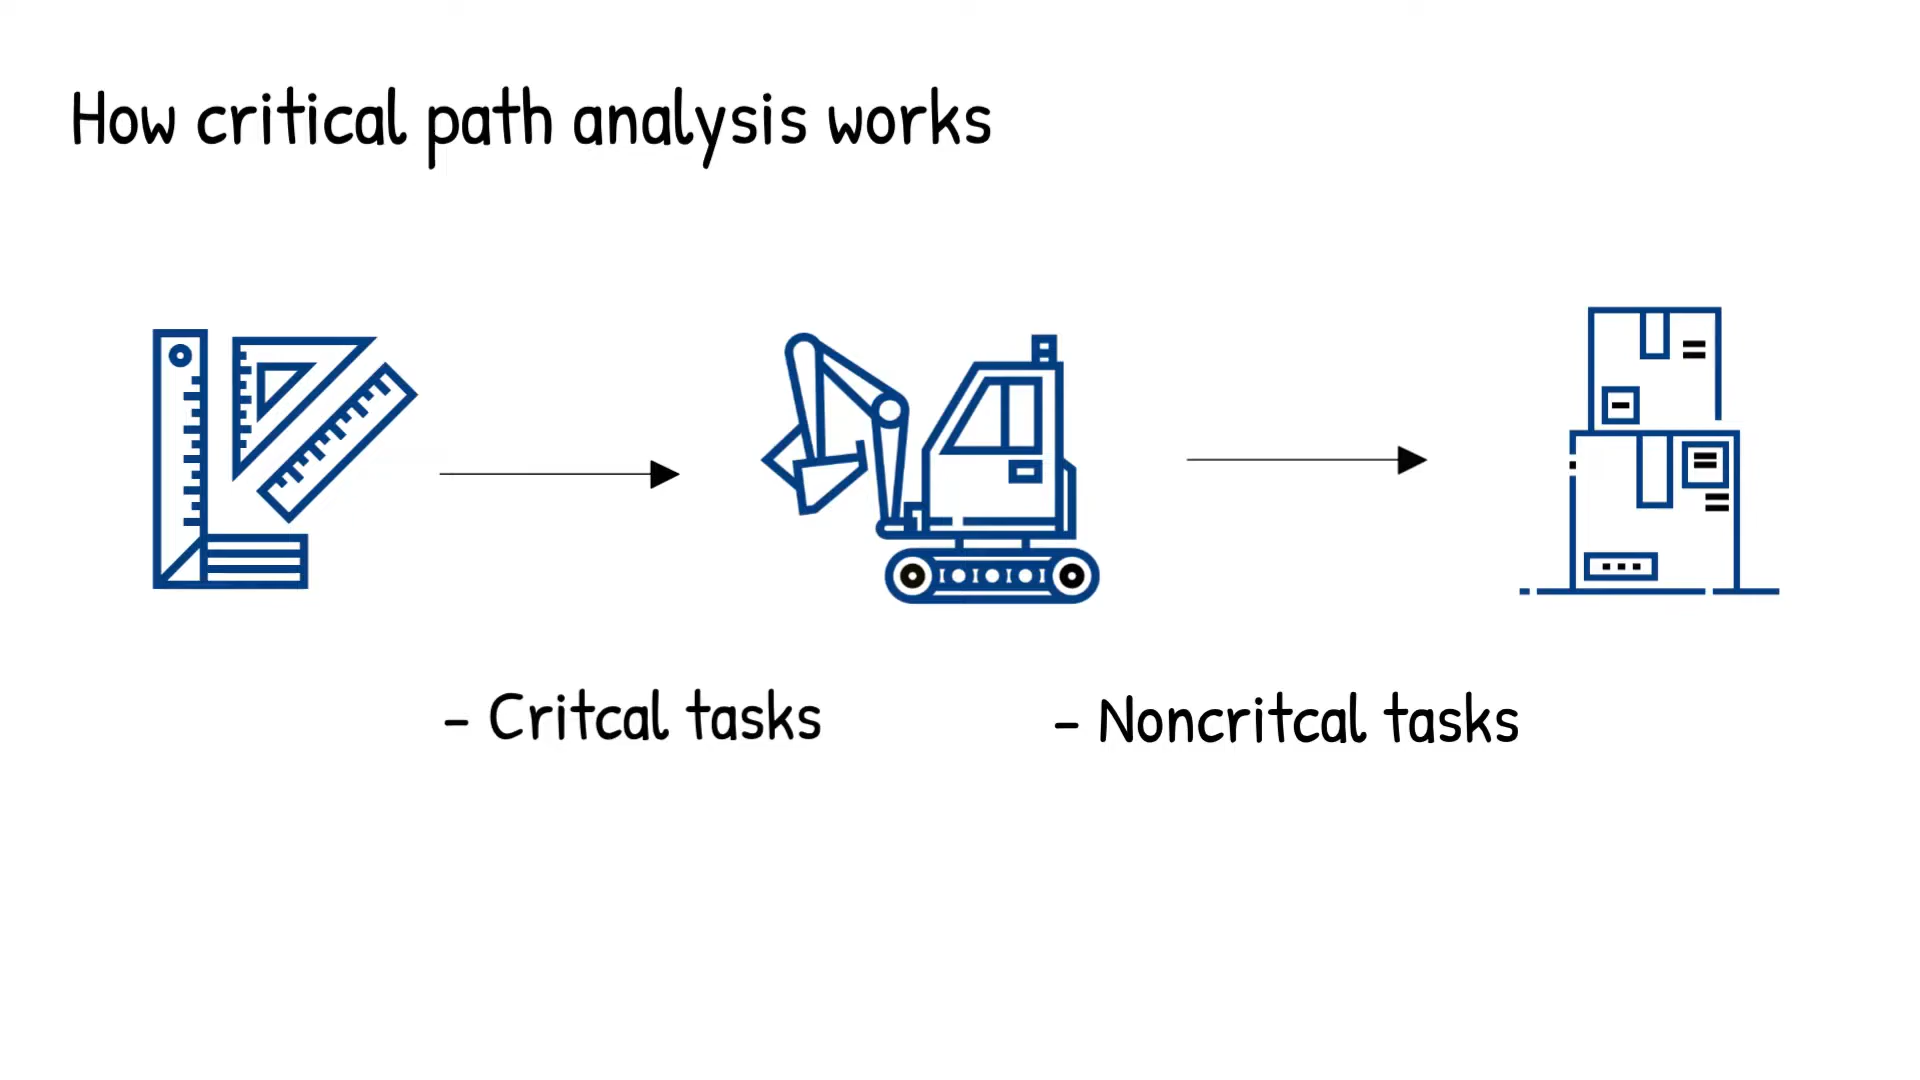 How critical path analysis works
- Critcal tasks
- Noncritcal tasks